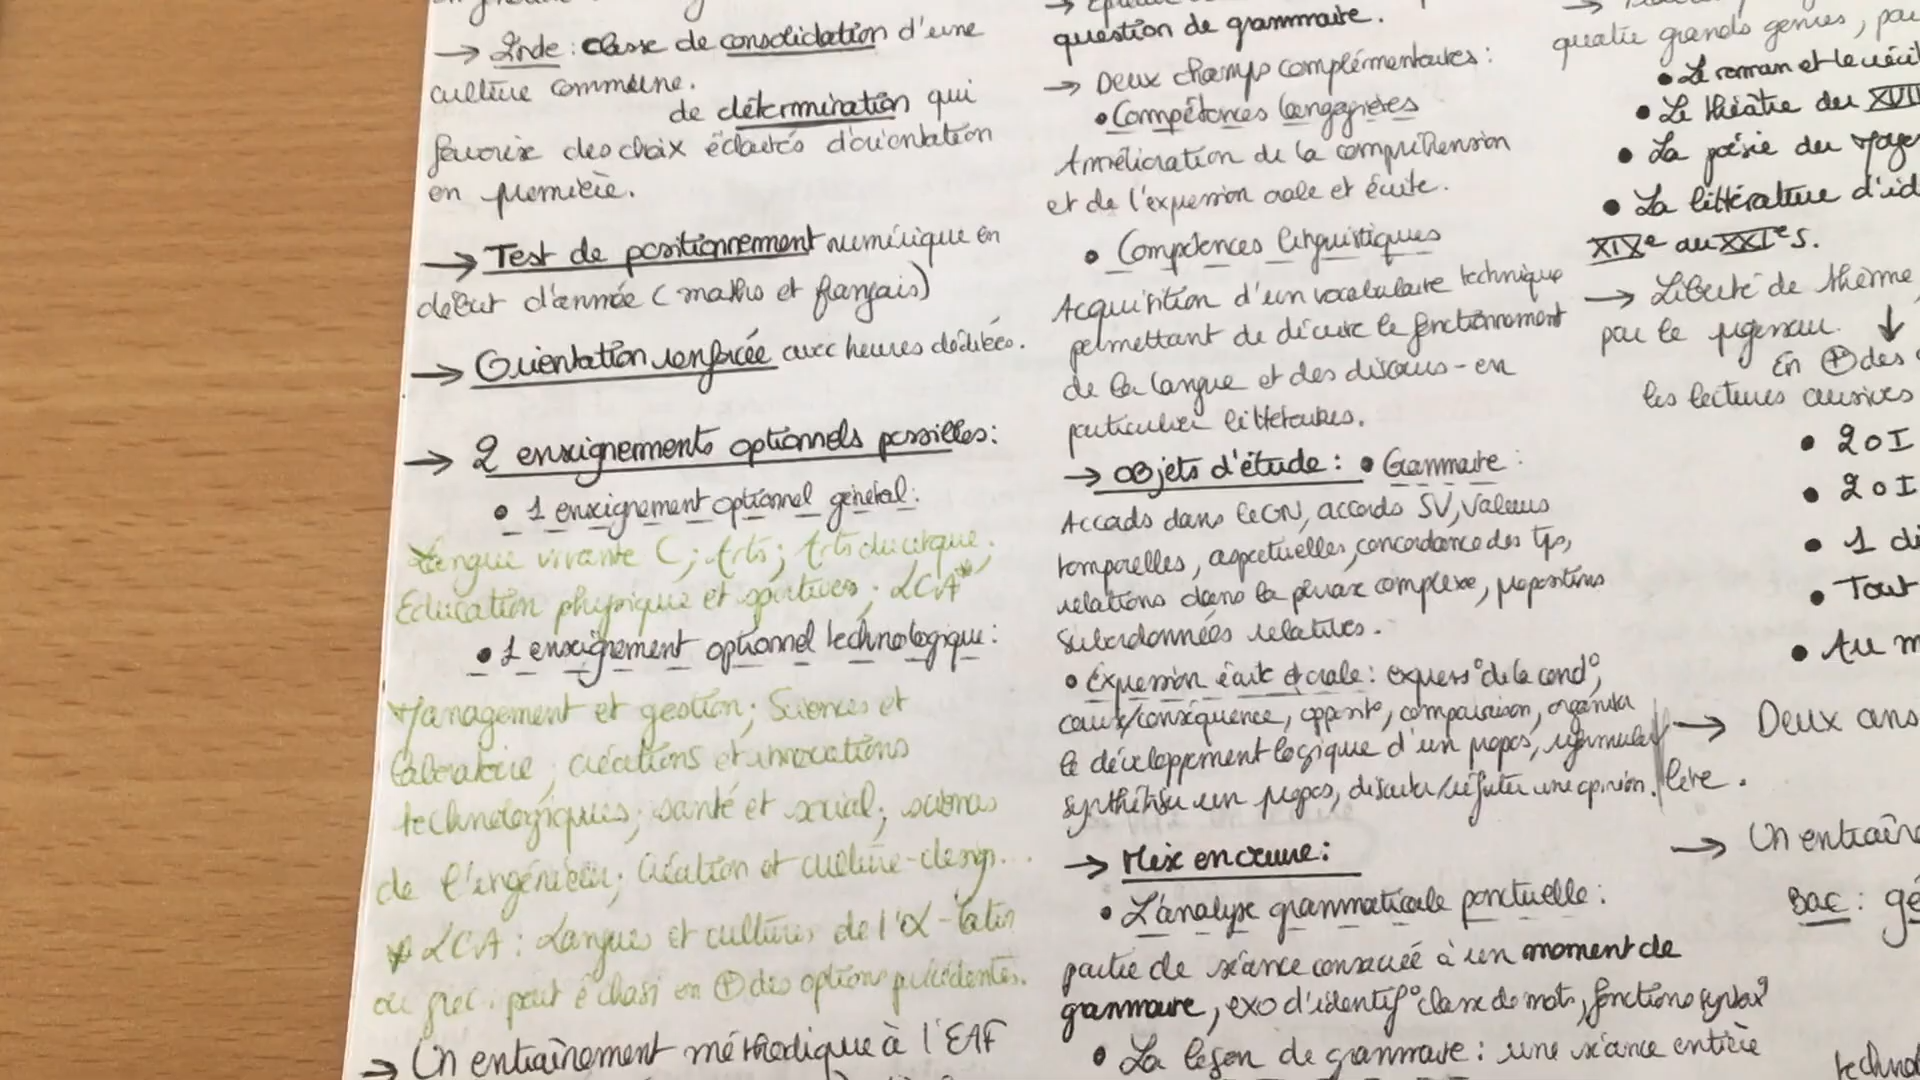 → 2nde : classe de consolidation d'une
culture commune.
de détermination qui
favorise des choix éclairés d'orientation
en première.
→ Test de positionnement numérique en
début d'année (maths et français)
→ Orientation renforcée avec heures dédiées.
→ 2 enseignements optionnels possibles :
• 1 enseignement optionnel général :
Langue vivante C ; Arts ; Arts du cirque ;
Education physique et sportives ; LCA*
• 1 enseignement optionnel technologique :
Management et gestion ; Sciences et
laboratoire ; créations et innovations
technologiques ; santé et social ; sciences
de l'ingénieur ; Création et culture-design...
* LCA : Langues et cultures de l'α - latin
ou grec : peut ê choisi en ⊕ des options précédentes.
→ Un entraînement méthodique à l'EAF
question de grammaire.
→ Deux champs complémentaires :
• Compétences langagières
Amélioration de la compréhension
et de l'expression orale et écrite.
• Compétences linguistiques
Acquisition d'un vocabulaire technique
permettant de décrire le fonctionnement
de la langue et des discours - en
particulier littéraires.
→ Objets d'étude : • Grammaire :
Accords dans le GN, accords SV, Valeurs
temporelles, aspectuelles, concordance des tps,
relations dans la phrase complexe, propositions
subordonnées relatives.
• Expression écrite et orale : express° de la cond°,
cause/conséquence, opposit°, comparaison, organiser
le développement logique d'un propos, reformuler
synthétiser un propos, discuter/réfuter une opinion.
→ Mise en œuvre :
• L'analyse grammaticale ponctuelle :
partie de séance consacrée à un moment de
grammaire, exo d'identif° classe de mots, fonctions syntax°
• La leçon de grammaire : une séance entière
quatre grands genres, par
• Le roman et le récit
• Le théâtre du XVII
• La poésie du Moyen
• La littérature d'id
XIXe au XXIe s.
→ Liberté de thème,
par le professeur. ↓
En ⊕ des
les lectures cursives
• 2 OI
• 2 OI
• 1 di
• Tout
• Au m
→ Deux ans
lère.
→ Un entraîn
Bac : gé
techno